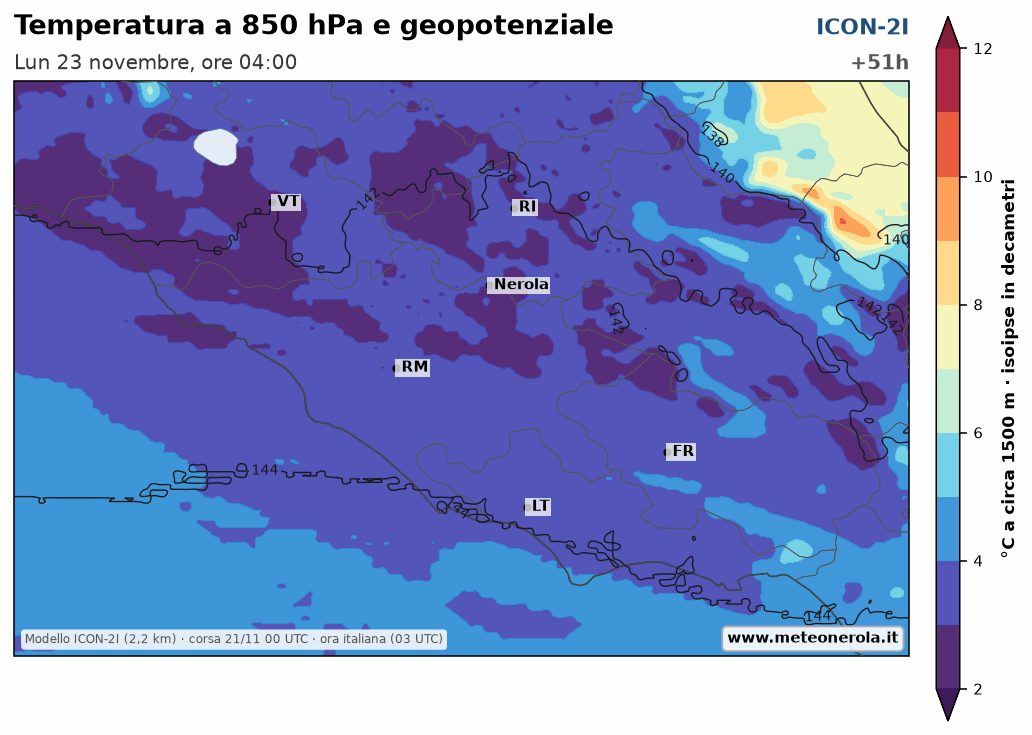 Temperatura a 850 hPa e geopotenziale
ICON-2I
Lun 23 novembre, ore 04:00
+51h
138
140
142
VT
RI
140
Nerola
142
142
142
RM
FR
144
144
LT
144
Modello ICON-2I (2,2 km) · corsa 21/11 00 UTC · ora italiana (03 UTC)
www.meteonerola.it
12
10
8
6
4
2
°C a circa 1500 m · isoipse in decametri